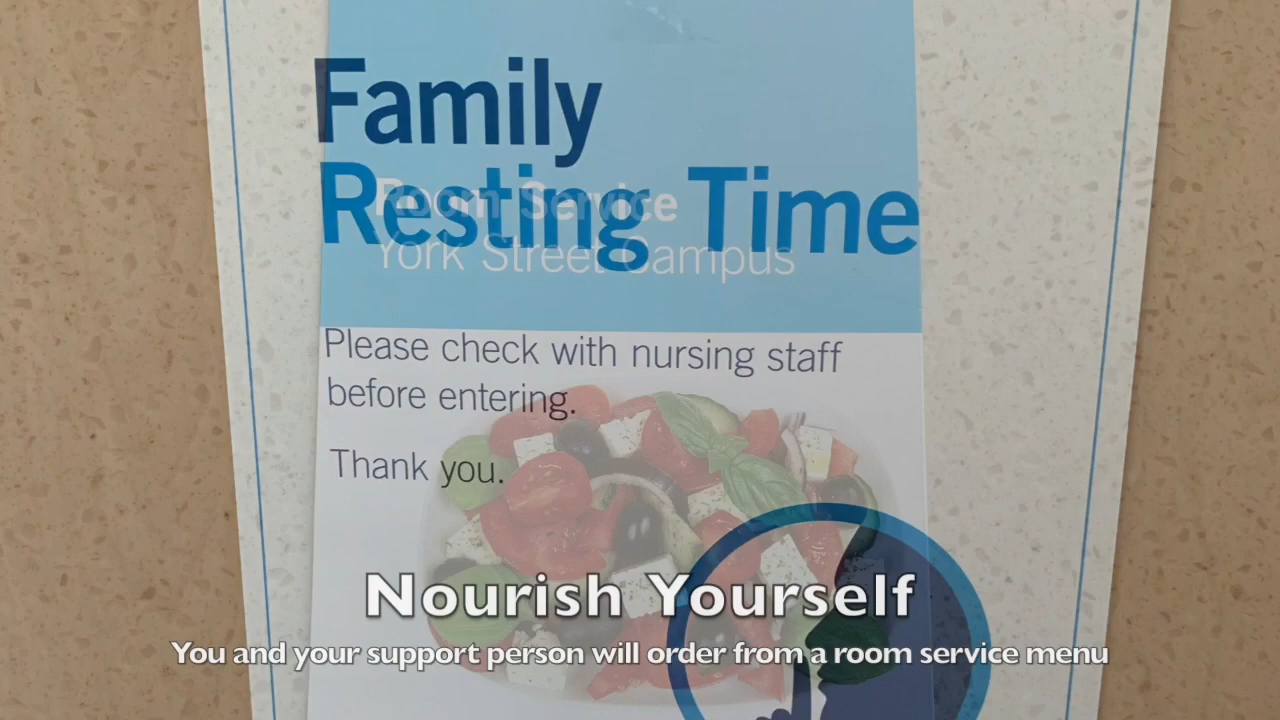 Family
Resting Time
Room Service
York Street Campus
Please check with nursing staff
before entering.
Thank you.
Nourish Yourself
You and your support person will order from a room service menu